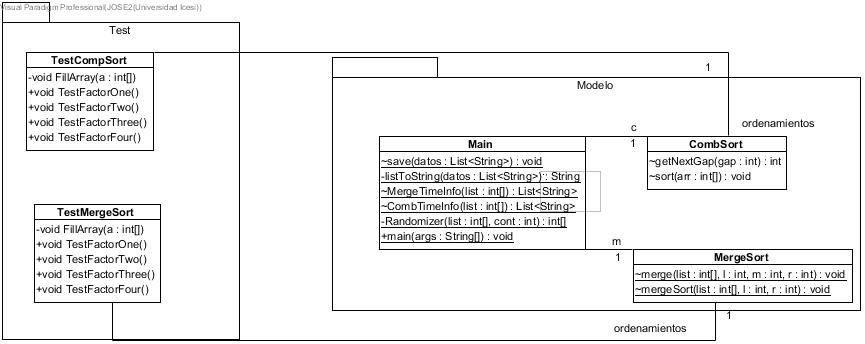 Visual Paradigm Professional(JOSE2(Universidad Icesi))
Test
TestCompSort
-void FillArray(a : int[])
+void TestFactorOne()
+void TestFactorTwo()
+void TestFactorThree()
+void TestFactorFour()
TestMergeSort
-void FillArray(a : int[])
+void TestFactorOne()
+void TestFactorTwo()
+void TestFactorThree()
+void TestFactorFour()
Modelo
1
ordenamientos
Main
~save(datos : List<String>) : void
-listToString(datos : List<String>) : String
~MergeTimeInfo(list : int[]) : List<String>
~CombTimeInfo(list : int[]) : List<String>
-Randomizer(list : int[], cont : int) : int[]
+main(args : String[]) : void
c
1
CombSort
~getNextGap(gap : int) : int
~sort(arr : int[]) : void
m
1
MergeSort
~merge(list : int[], l : int, m : int, r : int) : void
~mergeSort(list : int[], l : int, r : int) : void
1
ordenamientos